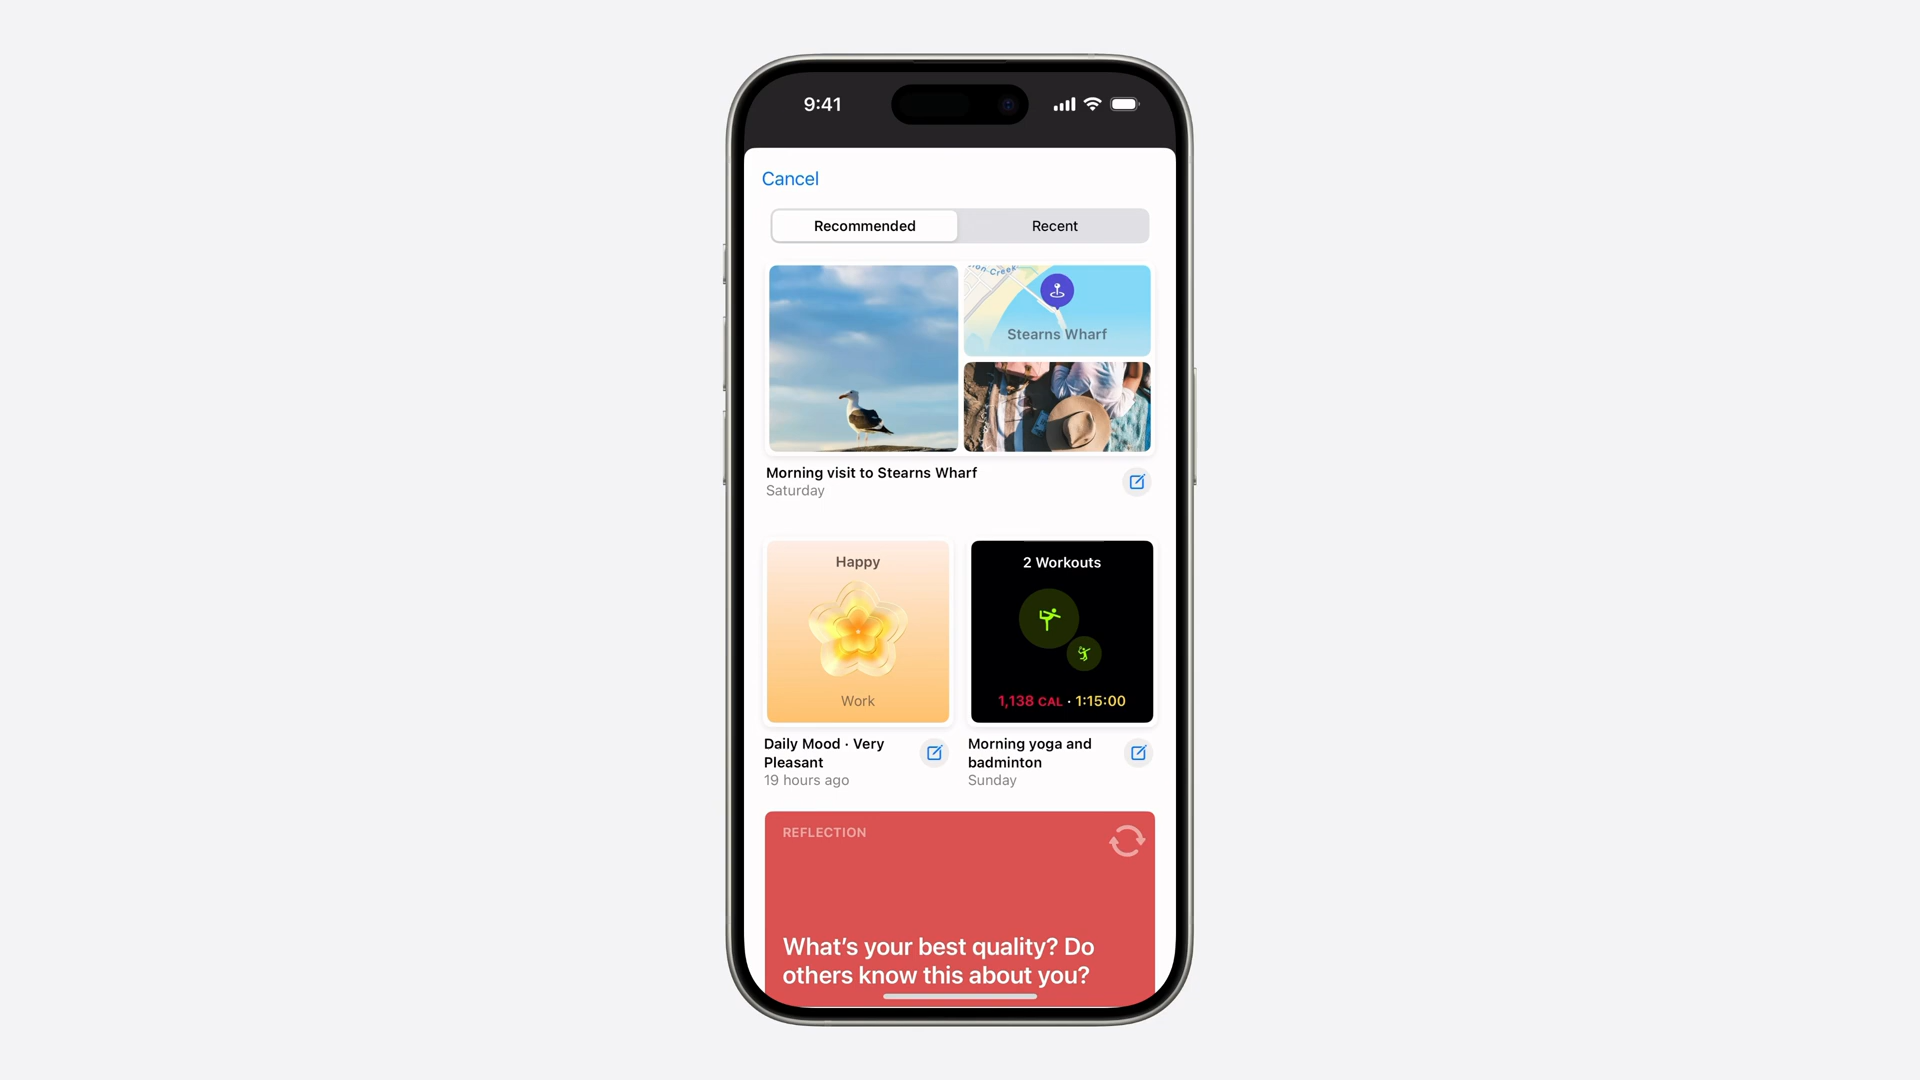 9:41
Cancel
Recommended
Recent
Stearns Wharf
Morning visit to Stearns Wharf
Saturday
Happy
Work
2 Workouts
1,138 CAL · 1:15:00
Daily Mood · Very
Pleasant
19 hours ago
Morning yoga and
badminton
Sunday
REFLECTION
What’s your best quality? Do
others know this about you?